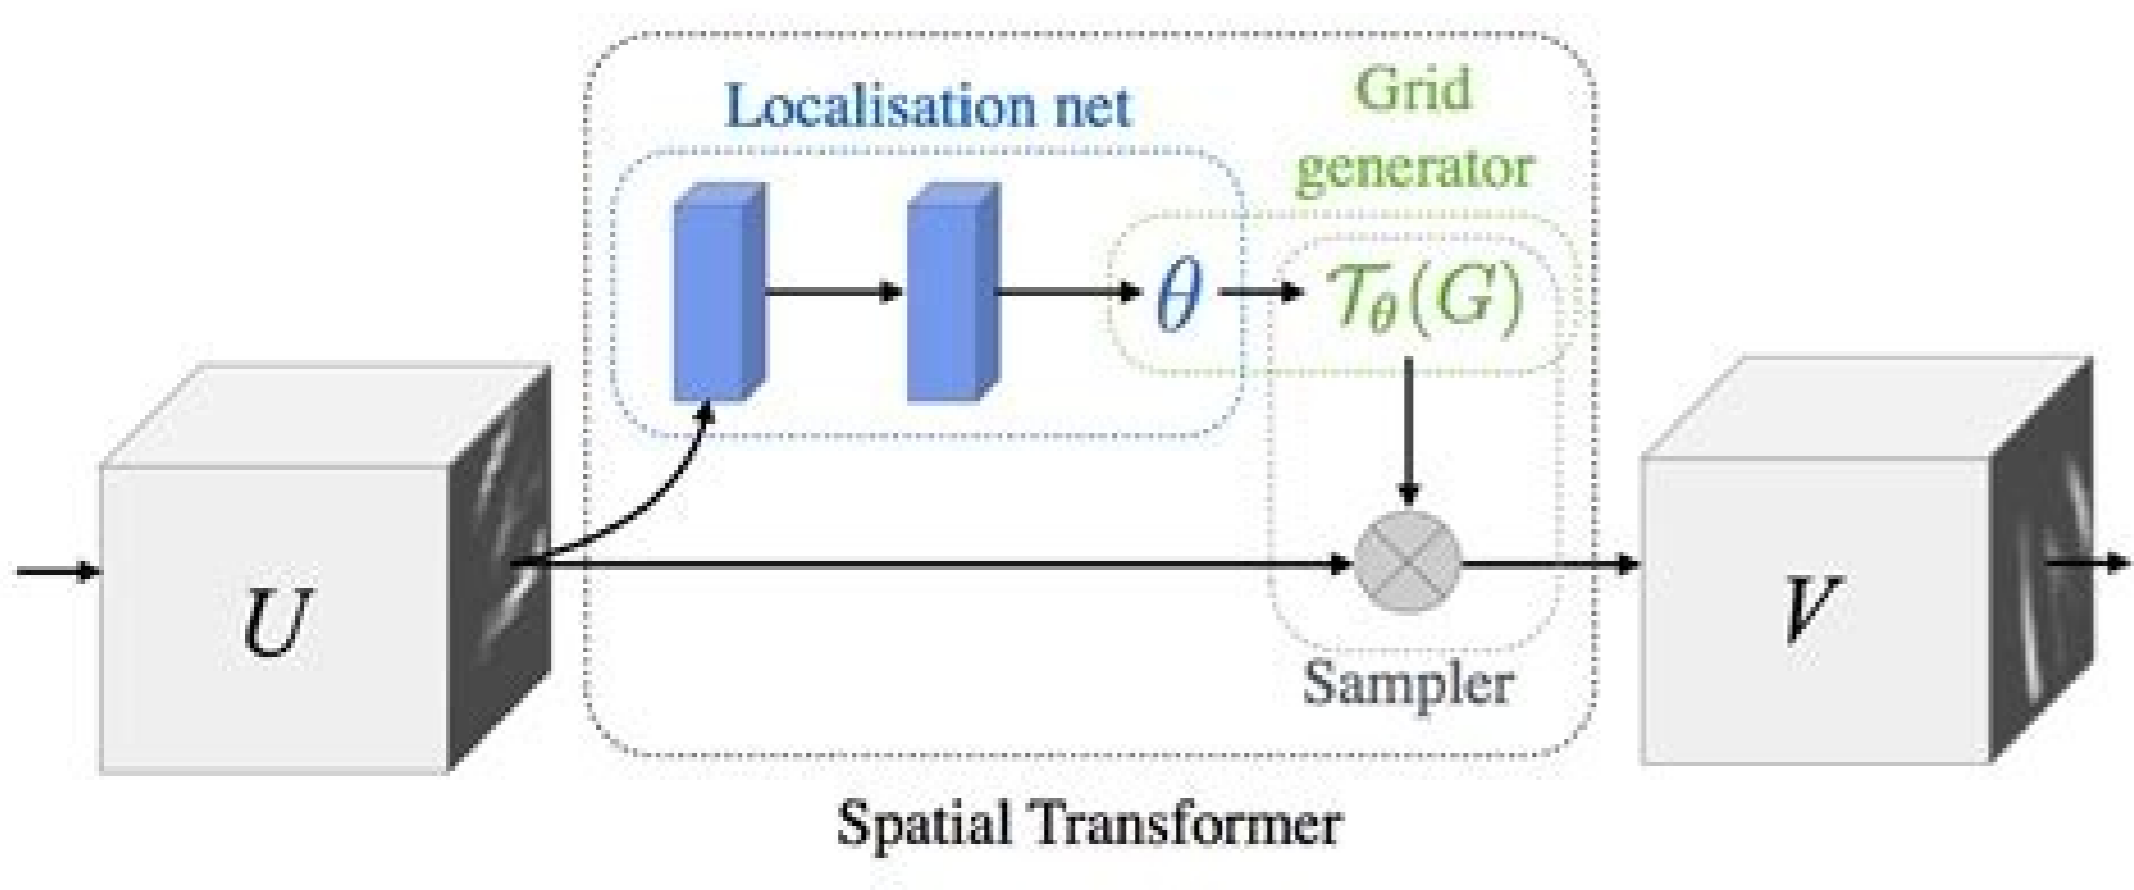 Localisation net
Grid
generator
θ
𝒯θ(G)
U
V
Sampler
Spatial Transformer